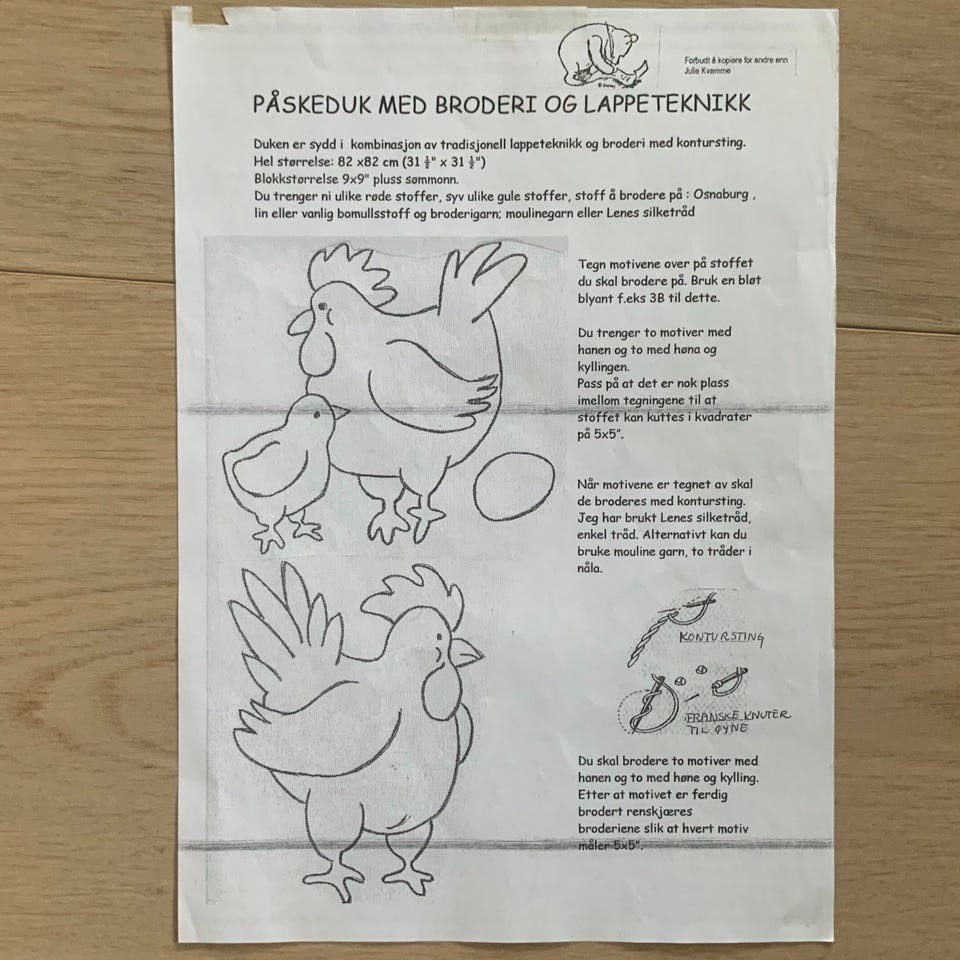 Forbudt å kopiere for andre enn
Julie Kvamme
© Disney
PÅSKEDUK MED BRODERI OG LAPPETEKNIKK
Duken er sydd i kombinasjon av tradisjonell lappeteknikk og broderi med kontursting.
Hel størrelse: 82 x82 cm (31 ½" x 31 ½")
Blokkstørrelse 9x9" pluss sømmonn.
Du trenger ni ulike røde stoffer, syv ulike gule stoffer, stoff å brodere på : Osnaburg ,
lin eller vanlig bomullsstoff og broderigarn; moulinegarn eller Lenes silketråd
Tegn motivene over på stoffet
du skal brodere på. Bruk en bløt
blyant f.eks 3B til dette.
Du trenger to motiver med
hanen og to med høna og
kyllingen.
Pass på at det er nok plass
imellom tegningene til at
stoffet kan kuttes i kvadrater
på 5x5".
Når motivene er tegnet av skal
de broderes med kontursting.
Jeg har brukt Lenes silketråd,
enkel tråd. Alternativt kan du
bruke mouline garn, to tråder i
nåla.
KONTURSTING
FRANSKE KNUTER
TIL ØYNE
Du skal brodere to motiver med
hanen og to med høne og kylling.
Etter at motivet er ferdig
brodert renskjæres
broderiene slik at hvert motiv
måler 5x5".